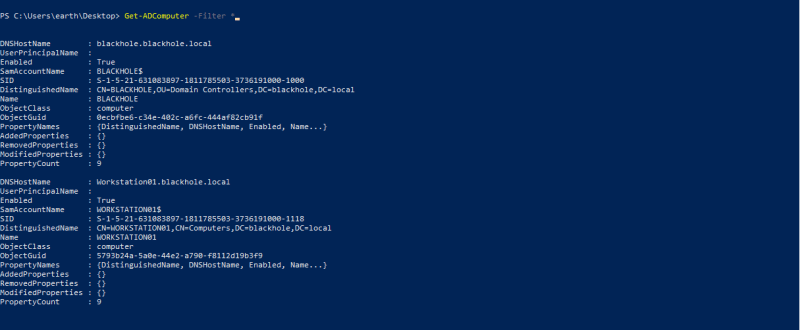 PS C:\Users\earth\Desktop> Get-ADComputer -Filter *
DNSHostName : blackhole.blackhole.local
UserPrincipalName :
Enabled : True
SamAccountName : BLACKHOLE$
SID : S-1-5-21-631083897-1811785503-3736191000-1000
DistinguishedName : CN=BLACKHOLE,OU=Domain Controllers,DC=blackhole,DC=local
Name : BLACKHOLE
ObjectClass : computer
ObjectGuid : 0ecbfbe6-c34e-402c-a6fc-444af82cb91f
PropertyNames : {DistinguishedName, DNSHostName, Enabled, Name...}
AddedProperties : {}
RemovedProperties : {}
ModifiedProperties : {}
PropertyCount : 9
DNSHostName : Workstation01.blackhole.local
UserPrincipalName :
Enabled : True
SamAccountName : WORKSTATION01$
SID : S-1-5-21-631083897-1811785503-3736191000-1118
DistinguishedName : CN=WORKSTATION01,CN=Computers,DC=blackhole,DC=local
Name : WORKSTATION01
ObjectClass : computer
ObjectGuid : 5793b24a-5a0e-44e2-a790-f8112d19b3f9
PropertyNames : {DistinguishedName, DNSHostName, Enabled, Name...}
AddedProperties : {}
RemovedProperties : {}
ModifiedProperties : {}
PropertyCount : 9